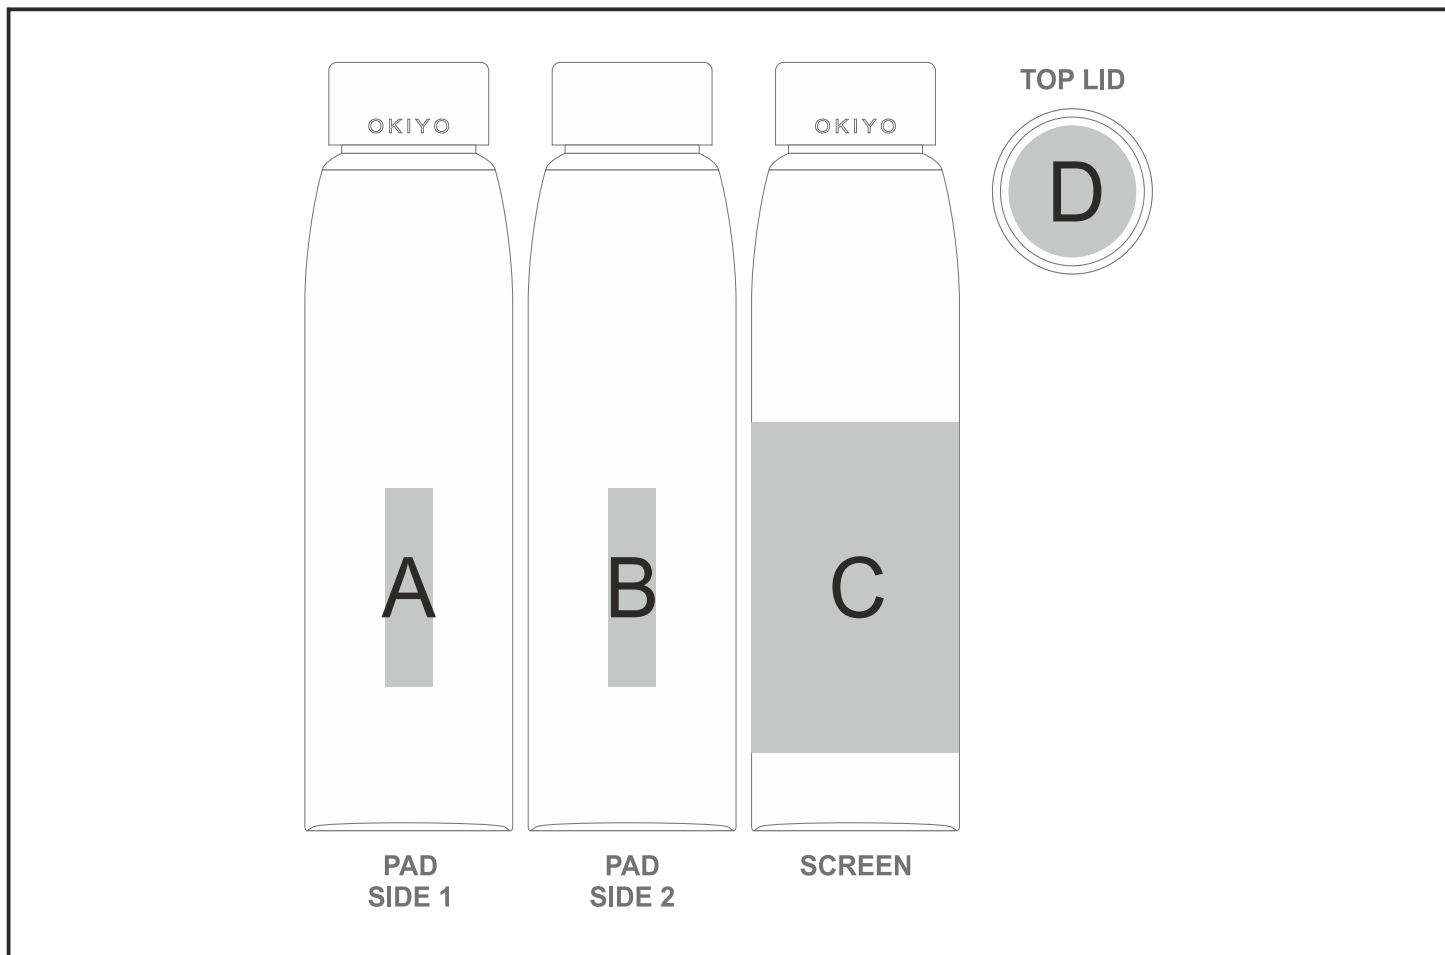 OKIYO
OKIYO
TOP LID
D
A
B
C
PAD
SIDE 1
PAD
SIDE 2
SCREEN